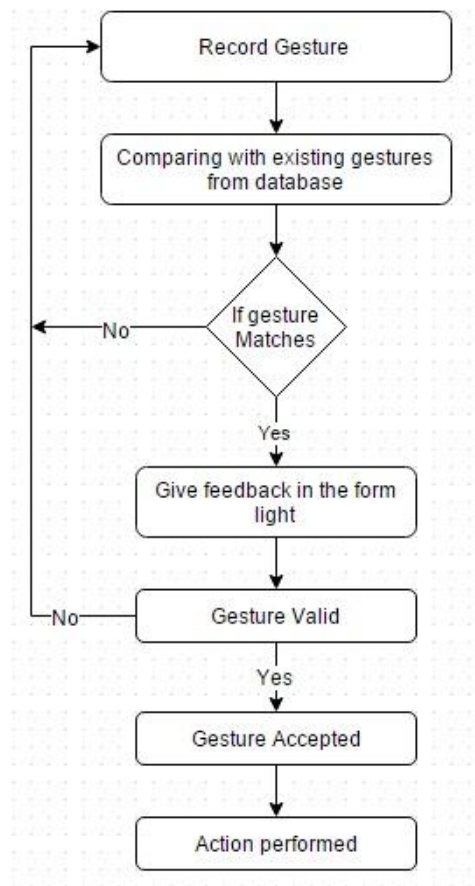 Record Gesture
Comparing with existing gestures
from database
If gesture
Matches
No
Yes
Give feedback in the form
light
Gesture Valid
No
Yes
Gesture Accepted
Action performed